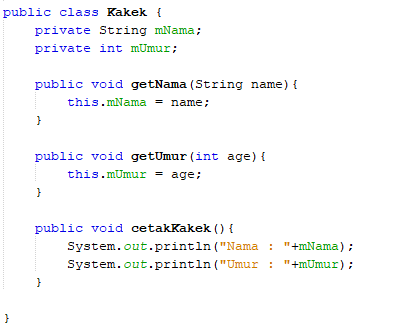 public class Kakek {
    private String mNama;
    private int mUmur;
    public void getNama(String name){
        this.mNama = name;
    }
    public void getUmur(int age){
        this.mUmur = age;
    }
    public void cetakKakek(){
        System.out.println("Nama : "+mNama);
        System.out.println("Umur : "+mUmur);
    }
}